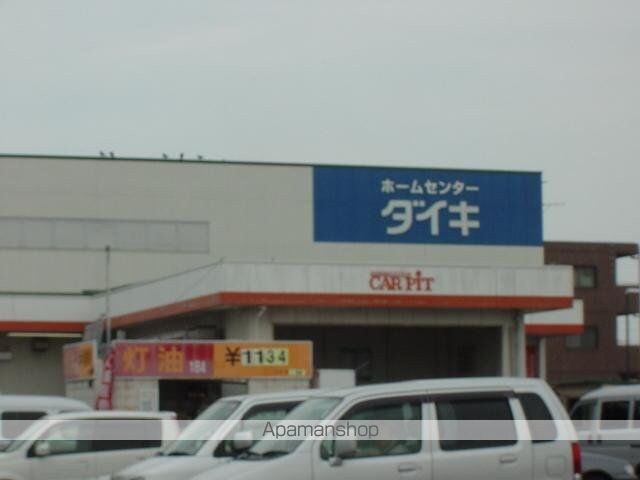 ホームセンター
ダイキ
CAR PIT
灯油 18ℓ
¥1134
Apamanshop